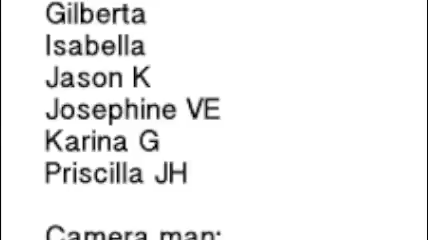 Gilberta
Isabella
Jason K
Josephine VE
Karina G
Priscilla JH
Camera man: